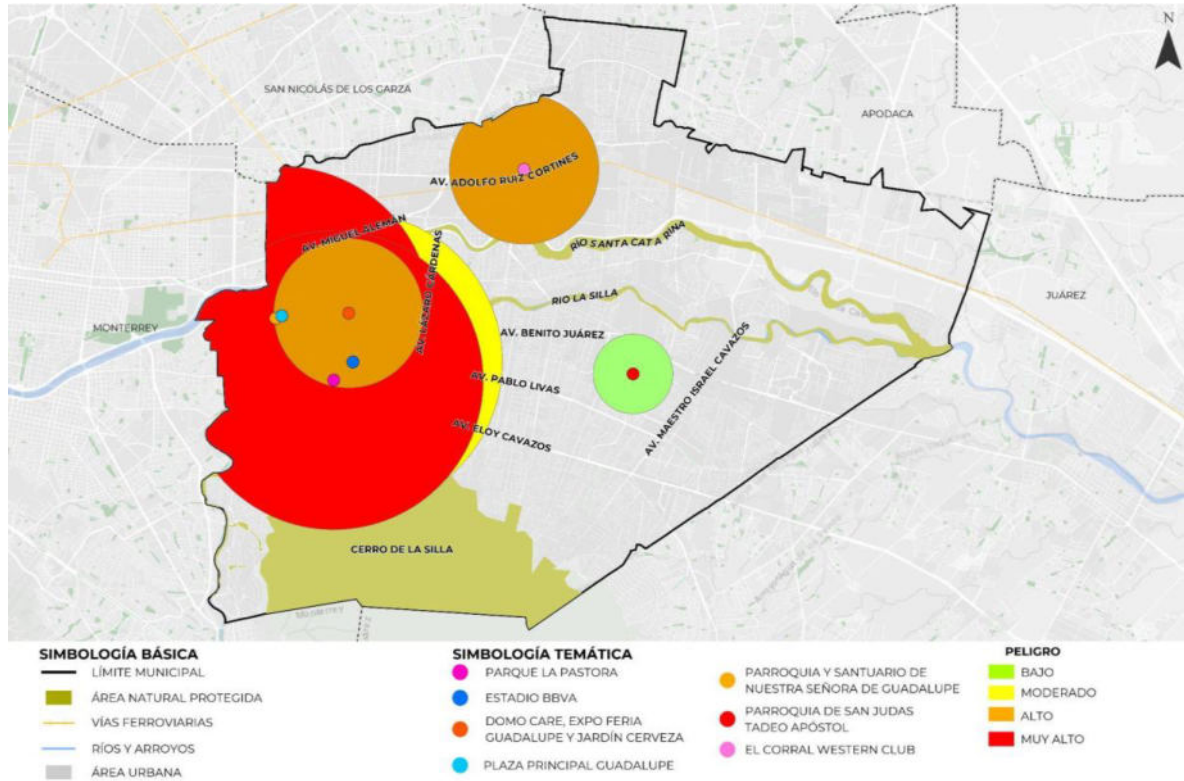 N
SAN NICOLÁS DE LOS GARZA
APODACA
AV. ADOLFO RUIZ CORTINES
AV. MIGUEL ALEMÁN
RÍO SANTA CATARINA
AV. LÁZARO CÁRDENAS
RIO LA SILLA
JUÁREZ
MONTERREY
AV. BENITO JUÁREZ
AV. PABLO LIVAS
AV. MAESTRO ISRAEL CAVAZOS
AV. ELOY CAVAZOS
CERRO DE LA SILLA
Monterrey
SIMBOLOGÍA BÁSICA
LÍMITE MUNICIPAL
ÁREA NATURAL PROTEGIDA
VÍAS FERROVIARIAS
RÍOS Y ARROYOS
ÁREA URBANA
SIMBOLOGÍA TEMÁTICA
PARQUE LA PASTORA
ESTADIO BBVA
DOMO CARE, EXPO FERIA
GUADALUPE Y JARDÍN CERVEZA
PLAZA PRINCIPAL GUADALUPE
PARROQUIA Y SANTUARIO DE
NUESTRA SEÑORA DE GUADALUPE
PARROQUIA DE SAN JUDAS
TADEO APÓSTOL
EL CORRAL WESTERN CLUB
PELIGRO
BAJO
MODERADO
ALTO
MUY ALTO